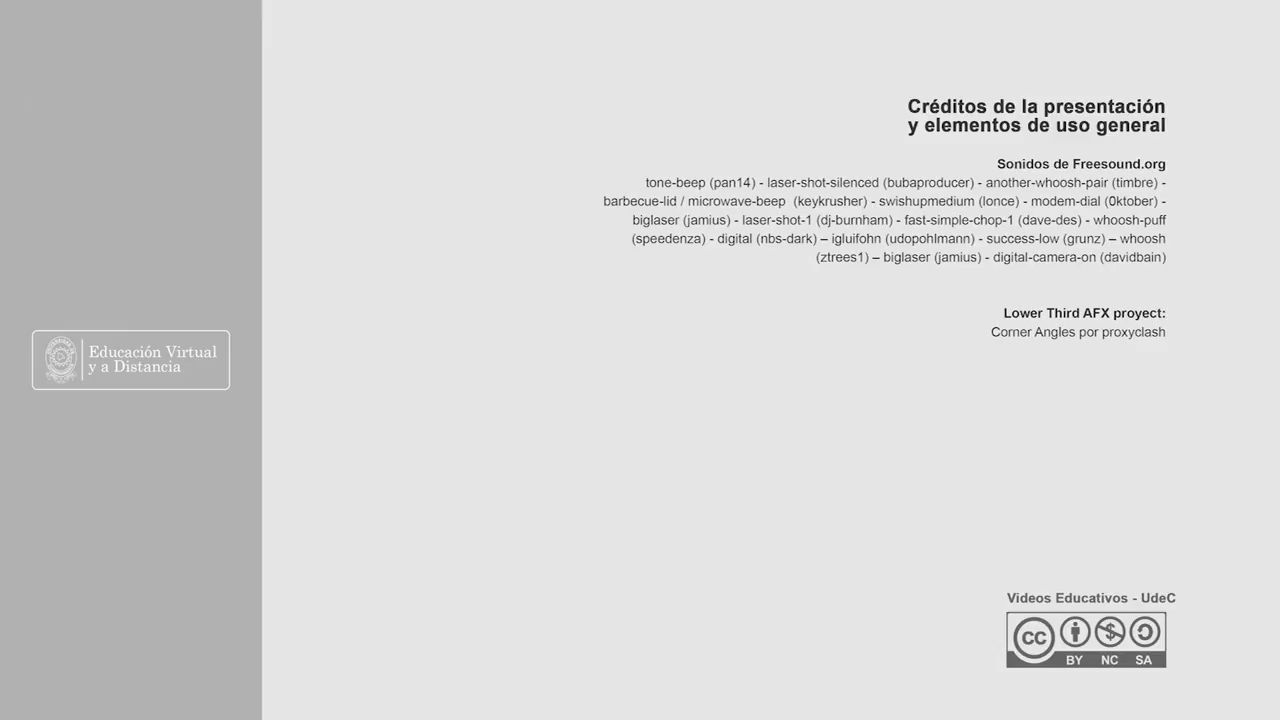 Créditos de la presentación
y elementos de uso general
Sonidos de Freesound.org
tone-beep (pan14) - laser-shot-silenced (bubaproducer) - another-whoosh-pair (timbre) -
barbecue-lid / microwave-beep (keykrusher) - swishupmedium (lonce) - modem-dial (0ktober) -
biglaser (jamius) - laser-shot-1 (dj-burnham) - fast-simple-chop-1 (dave-des) - whoosh-puff
(speedenza) - digital (nbs-dark) – igluifohn (udopohlmann) - success-low (grunz) – whoosh
(ztrees1) – biglaser (jamius) - digital-camera-on (davidbain)
Lower Third AFX proyect:
Corner Angles por proxyclash
Educación Virtual
y a Distancia
Videos Educativos - UdeC
cc
BY NC SA